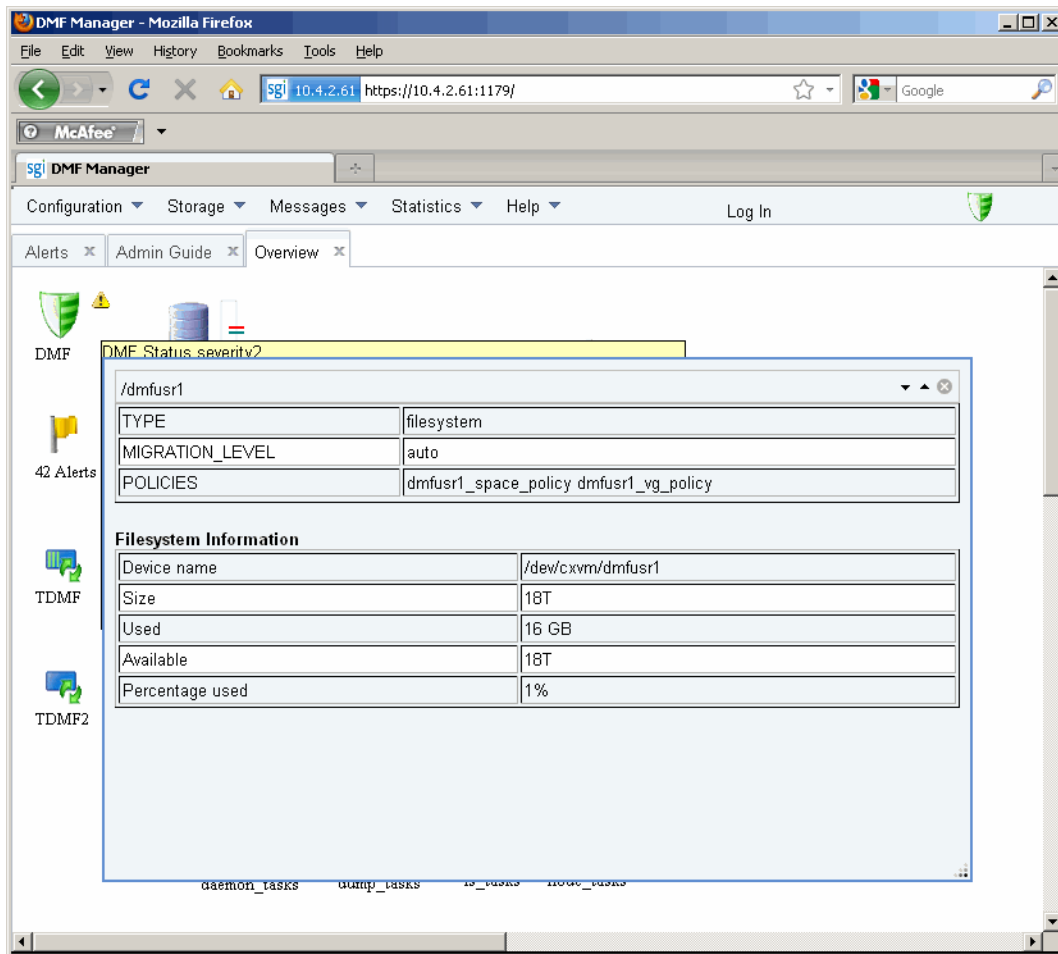 DMF Manager - Mozilla Firefox
File Edit View History Bookmarks Tools Help
sgi 10.4.2.61 https://10.4.2.61:1179/ Google
McAfee
sgi DMF Manager
Configuration Storage Messages Statistics Help Log In
Alerts Admin Guide Overview
DMF
DMF Status severity2
/dmfusr1
TYPE filesystem
MIGRATION_LEVEL auto
42 Alerts
POLICIES dmfusr1_space_policy dmfusr1_vg_policy
Filesystem Information
Device name /dev/cxvm/dmfusr1
TDMF
Size 18T
Used 16 GB
Available 18T
Percentage used 1%
TDMF2
daemon_tasks dump_tasks ls_tasks node_tasks